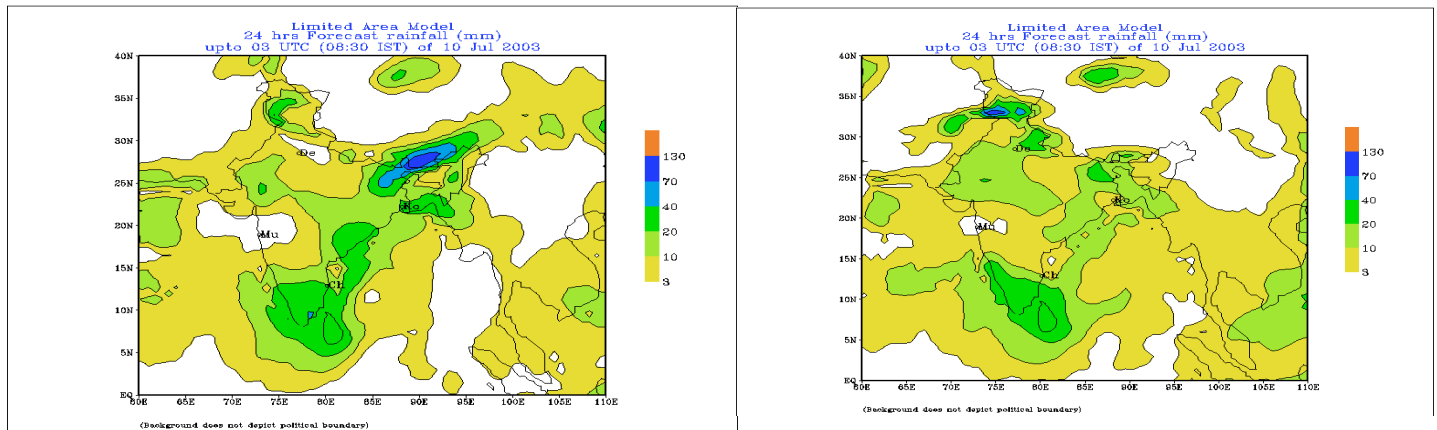 Limited Area Model
24 hrs Forecast rainfall (mm)
upto 03 UTC (08:30 IST) of 10 Jul 2003
40N
35N
30N
25N
20N
15N
10N
5N
EQ
60E
65E
70E
75E
80E
85E
90E
95E
100E
105E
110E
De
Ko
Mu
Ch
130
70
40
20
10
3
(Background does not depict political boundary)
Limited Area Model
24 hrs Forecast rainfall (mm)
upto 03 UTC (08:30 IST) of 10 Jul 2003
40N
35N
30N
25N
20N
15N
10N
5N
EQ
60E
65E
70E
75E
80E
85E
90E
95E
100E
105E
110E
De
Ko
Mu
Ch
130
70
40
20
10
3
(Background does not depict political boundary)